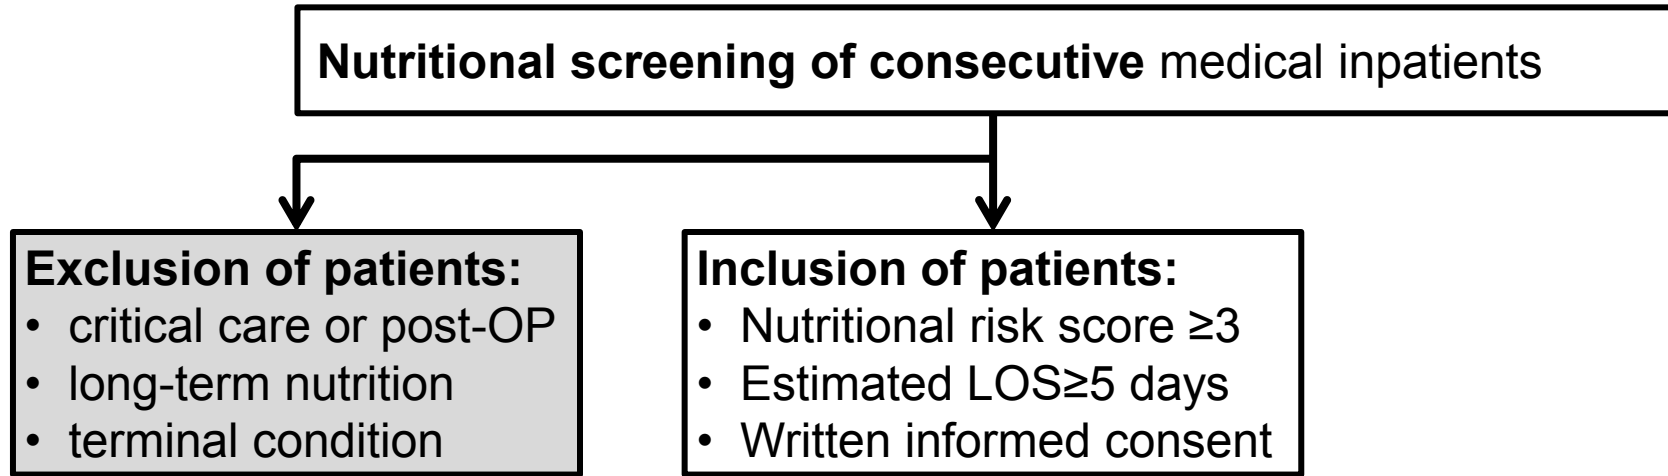 Nutritional screening of consecutive medical inpatients
Exclusion of patients:
• critical care or post-OP
• long-term nutrition
• terminal condition
Inclusion of patients:
• Nutritional risk score ≥3
• Estimated LOS≥5 days
• Written informed consent